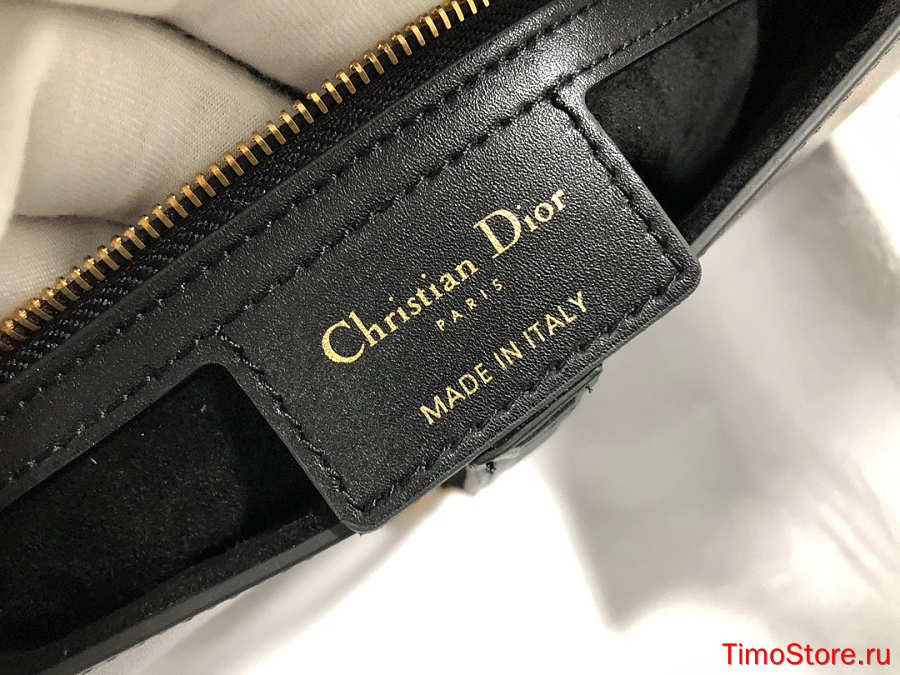 Christian Dior
PARIS
MADE IN ITALY
TimoStore.ru